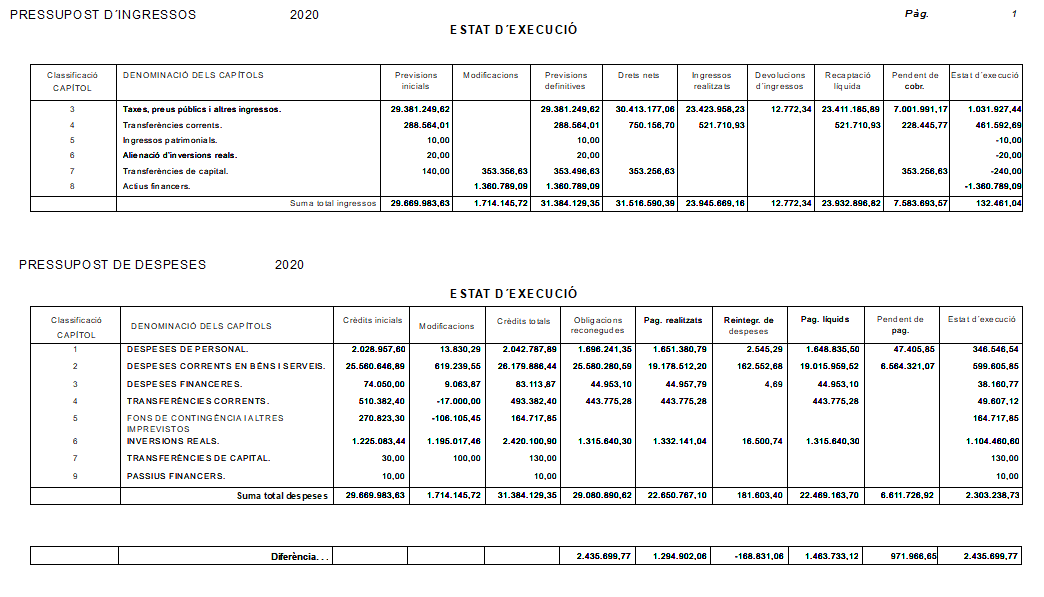 PRESSUPOST D´INGRESSOS 2020 Pàg. 1
ESTAT D´EXECUCIÓ
Classificació CAPÍTOL DENOMINACIÓ DELS CAPÍTOLS Previsions inicials Modificacions Previsions definitives Drets nets Ingressos realitzats Devolucions d´ingressos Recaptació líquida Pendent de cobr. Estat d´execució
3 Taxes, preus públics i altres ingressos. 29.381.249,62 29.381.249,62 30.413.177,06 23.423.958,23 12.772,34 23.411.185,89 7.001.991,17 1.031.927,44
4 Transferències corrents. 288.564,01 288.564,01 750.156,70 521.710,93 521.710,93 228.445,77 461.592,69
5 Ingressos patrimonials. 10,00 10,00 -10,00
6 Alienació d'inversions reals. 20,00 20,00 -20,00
7 Transferències de capital. 140,00 353.356,63 353.496,63 353.256,63 353.256,63 -240,00
8 Actius financers. 1.360.789,09 1.360.789,09 -1.360.789,09
Suma total ingressos 29.669.983,63 1.714.145,72 31.384.129,35 31.516.590,39 23.945.669,16 12.772,34 23.932.896,82 7.583.693,57 132.461,04
PRESSUPOST DE DESPESES 2020
ESTAT D´EXECUCIÓ
Classificació CAPÍTOL DENOMINACIÓ DELS CAPÍTOLS Crèdits inicials Modificacions Crèdits totals Obligacions reconegudes Pag. realitzats Reintegr. de despeses Pag. líquids Pendent de pag. Estat d´execució
1 DESPESES DE PERSONAL. 2.028.957,60 13.830,29 2.042.787,89 1.696.241,35 1.651.380,79 2.545,29 1.648.835,50 47.405,85 346.546,54
2 DESPESES CORRENTS EN BÉNS I SERVEIS. 25.560.646,89 619.239,55 26.179.886,44 25.580.280,59 19.178.512,20 162.552,68 19.015.959,52 6.564.321,07 599.605,85
3 DESPESES FINANCERES. 74.050,00 9.063,87 83.113,87 44.953,10 44.957,79 4,69 44.953,10 38.160,77
4 TRANSFERÈNCIES CORRENTS. 510.382,40 -17.000,00 493.382,40 443.775,28 443.775,28 443.775,28 49.607,12
5 FONS DE CONTINGÈNCIA I ALTRES IMPREVISTOS 270.823,30 -106.105,45 164.717,85 164.717,85
6 INVERSIONS REALS. 1.225.083,44 1.195.017,46 2.420.100,90 1.315.640,30 1.332.141,04 16.500,74 1.315.640,30 1.104.460,60
7 TRANSFERÈNCIES DE CAPITAL. 30,00 100,00 130,00 130,00
9 PASSIUS FINANCERS. 10,00 10,00 10,00
Suma total despeses 29.669.983,63 1.714.145,72 31.384.129,35 29.080.890,62 22.650.767,10 181.603,40 22.469.163,70 6.611.726,92 2.303.238,73
Diferència. . . 2.435.699,77 1.294.902,06 -168.831,06 1.463.733,12 971.966,65 2.435.699,77